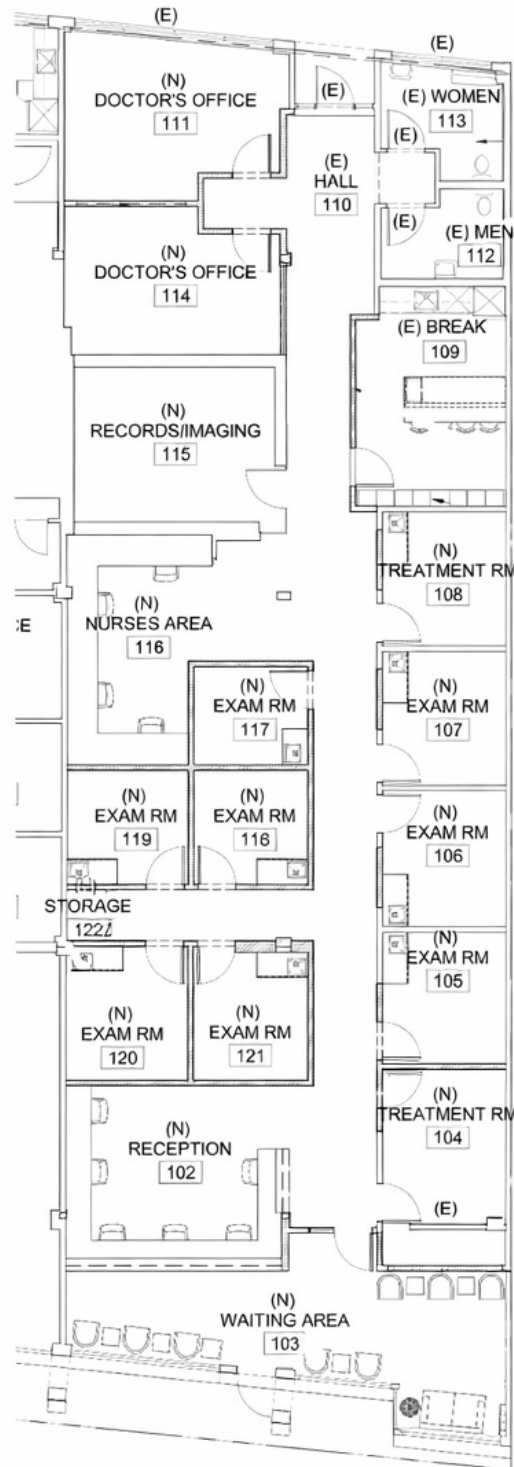 (E)
(E)
(N)
DOCTOR'S OFFICE
111
(E) WOMEN
113
(E)
(E)
(E)
HALL
110
(E)
(E) MEN
112
(N)
DOCTOR'S OFFICE
114
(E) BREAK
109
(N)
RECORDS/IMAGING
115
(N)
TREATMENT RM
108
(N)
NURSES AREA
116
CE
(N)
EXAM RM
117
(N)
EXAM RM
107
(N)
EXAM RM
119
(N)
EXAM RM
116
(N)
EXAM RM
106
STORAGE
122
(N)
EXAM RM
105
(N)
EXAM RM
120
(N)
EXAM RM
121
(N)
TREATMENT RM
104
(N)
RECEPTION
102
(E)
(N)
WAITING AREA
103